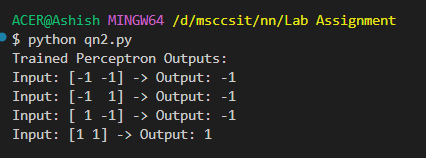 ACER@Ashish MINGW64 /d/msccsit/nn/Lab Assignment
$ python qn2.py
Trained Perceptron Outputs:
Input: [-1 -1] -> Output: -1
Input: [-1  1] -> Output: -1
Input: [ 1 -1] -> Output: -1
Input: [1 1] -> Output: 1